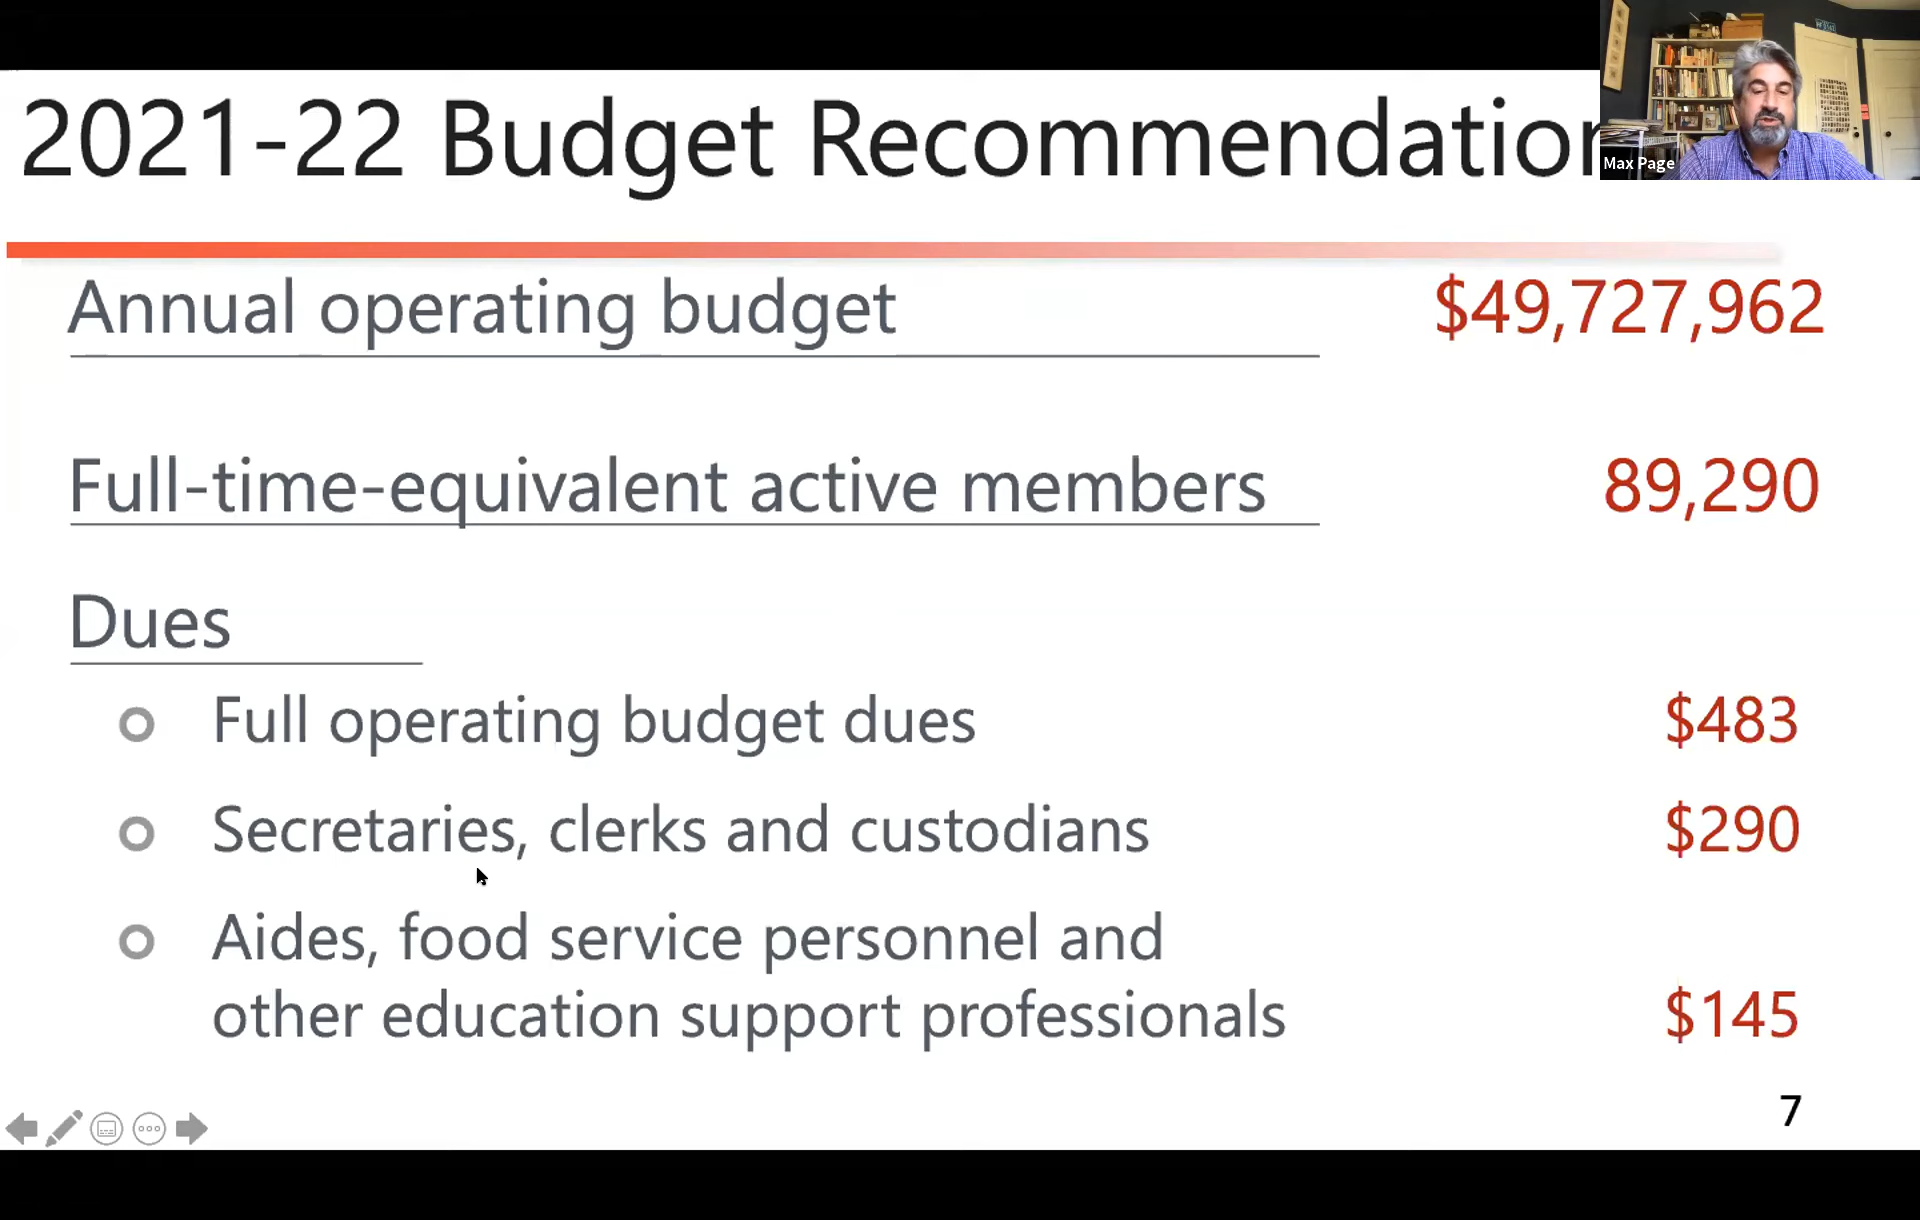 2021-22 Budget Recommendation
Max Page
Annual operating budget $49,727,962
Full-time-equivalent active members 89,290
Dues
Full operating budget dues $483
Secretaries, clerks and custodians $290
Aides, food service personnel and
other education support professionals $145
7